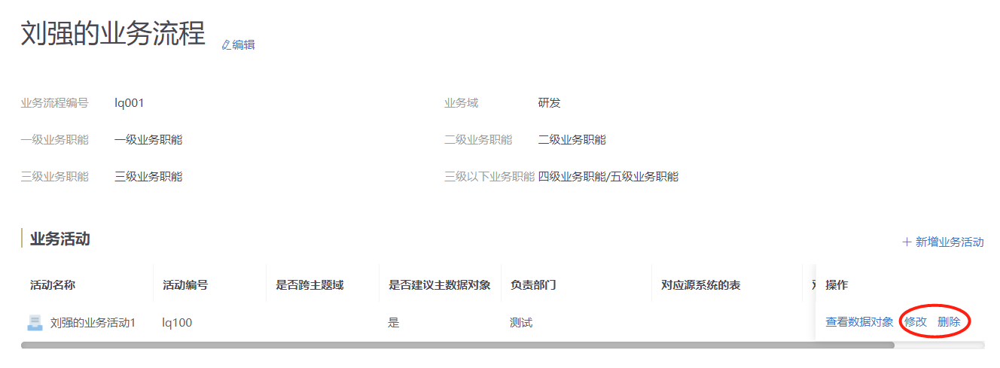 刘强的业务流程 编辑
业务流程编号 lq001 业务域 研发
一级业务职能 一级业务职能 二级业务职能 二级业务职能
三级业务职能 三级业务职能 三级以下业务职能 四级业务职能/五级业务职能
业务活动 新增业务活动
活动名称 活动编号 是否跨主题域 是否建议主数据对象 负责部门 对应源系统的表 操作
刘强的业务活动1 lq100 是 测试 查看数据对象 修改 删除